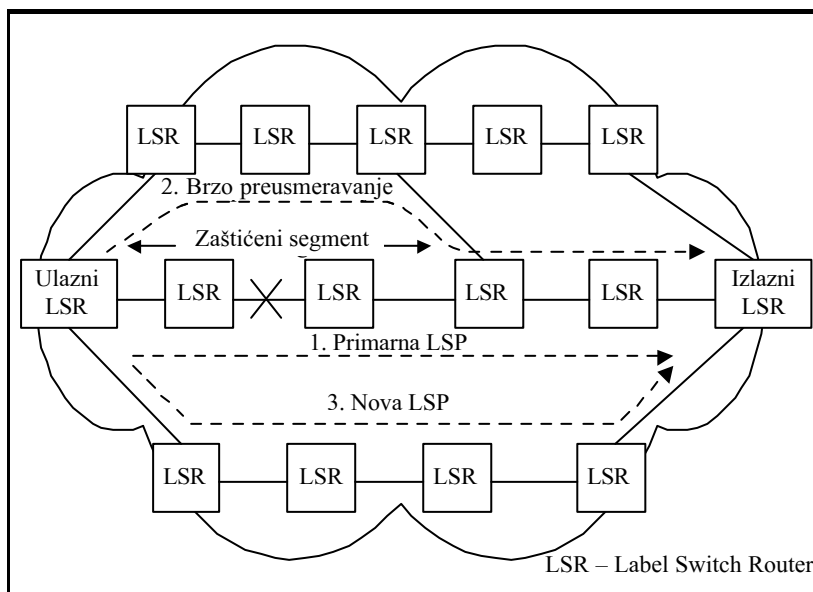 LSR LSR LSR LSR LSR
2. Brzo preusmeravanje
Zaštićeni segment
Ulazni
LSR
LSR LSR LSR LSR
Izlazni
LSR
1. Primarna LSP
3. Nova LSP
LSR LSR LSR LSR
LSR – Label Switch Router